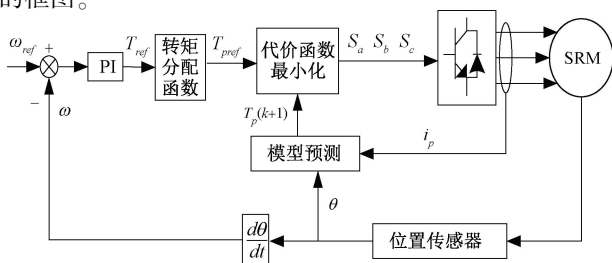 的框图。
ω_ref + T_ref T_pref S_a S_b S_c
PI
转矩
分配
函数
代价函数
最小化
SRM
− ω
T_p(k+1)
i_p
模型预测
θ
dθ
dt
位置传感器